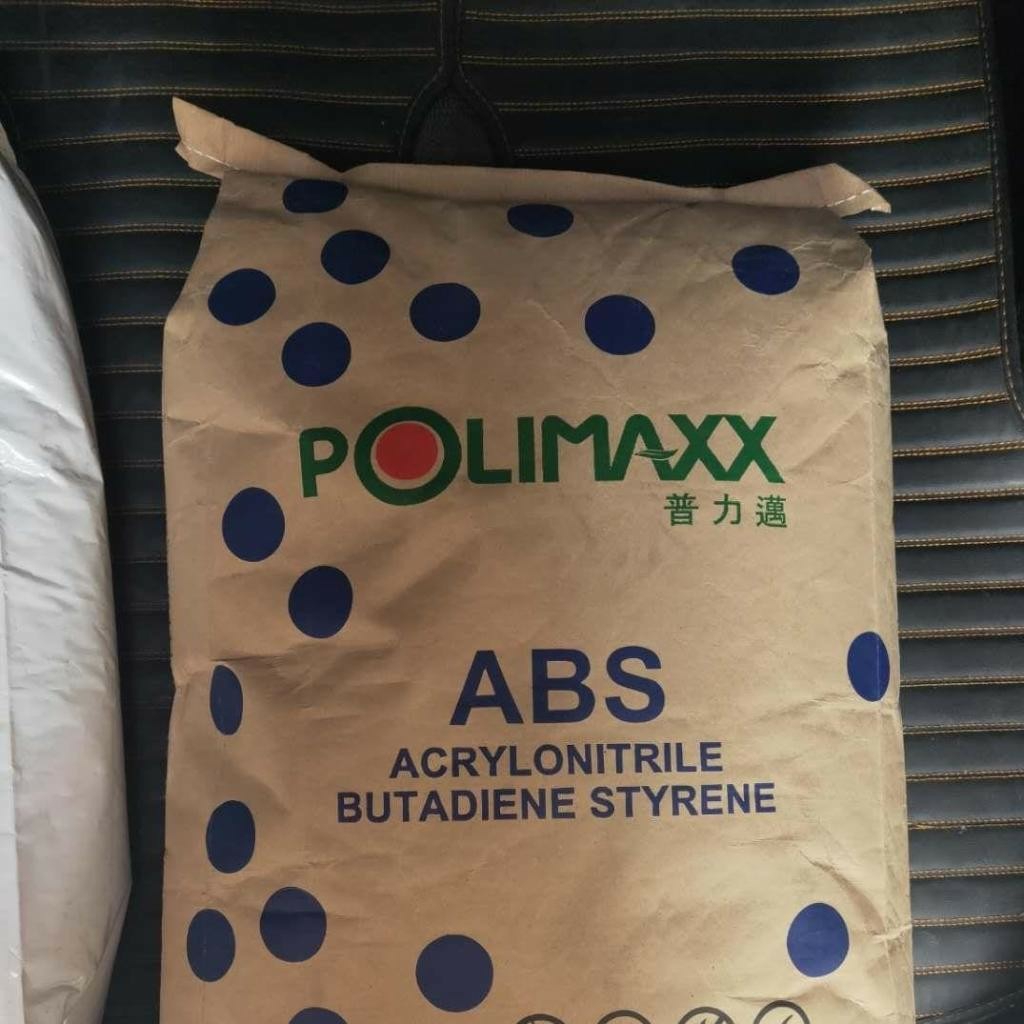 POLIMAXX
普力邁
ABS
ACRYLONITRILE
BUTADIENE STYRENE